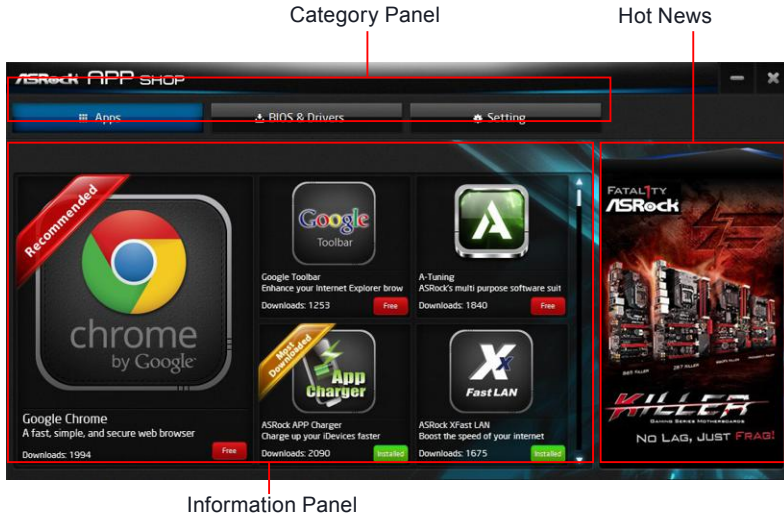 Category Panel
Hot News
ASRock APP SHOP
Apps
BIOS & Drivers
Setting
Recommended
chrome
by Google
Google Chrome
A fast, simple, and secure web browser
Downloads: 1994
Free
Google
Toolbar
Google Toolbar
Enhance your Internet Explorer brow
Downloads: 1253
Free
A-Tuning
ASRock's multi purpose software suit
Downloads: 1840
Free
Most
Downloaded
App
Charger
ASRock APP Charger
Charge up your iDevices faster
Downloads: 2090
Installed
X
Fast LAN
ASRock XFast LAN
Boost the speed of your internet
Downloads: 1675
Installed
FATAL1TY
ASRock
KILLER
GAMING SERIES MOTHERBOARDS
NO LAG, JUST FRAG!
Information Panel